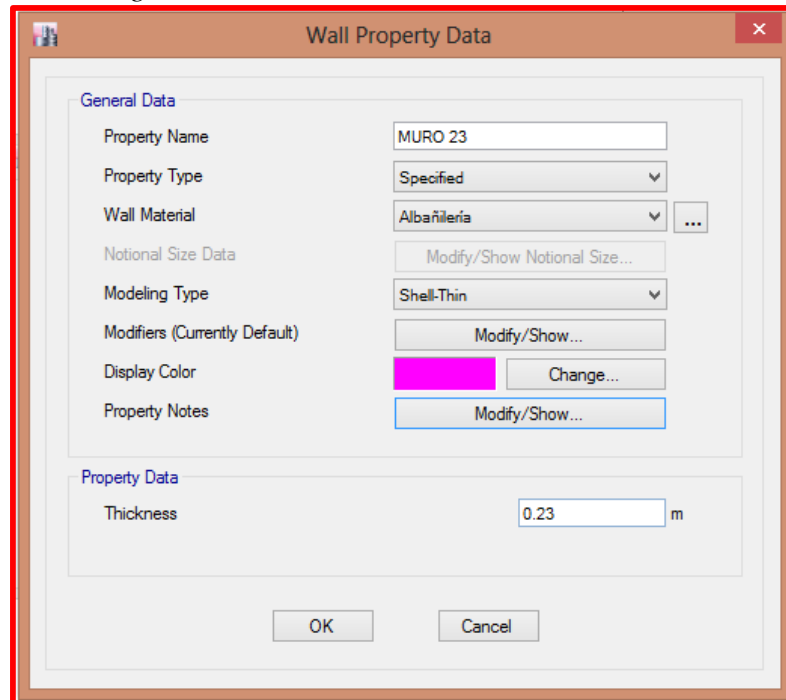 Wall Property Data
General Data
Property Name MURO 23
Property Type Specified
Wall Material Albañilería ...
Notional Size Data Modify/Show Notional Size...
Modeling Type Shell-Thin
Modifiers (Currently Default) Modify/Show...
Display Color Change...
Property Notes Modify/Show...
Property Data
Thickness 0.23 m
OK Cancel